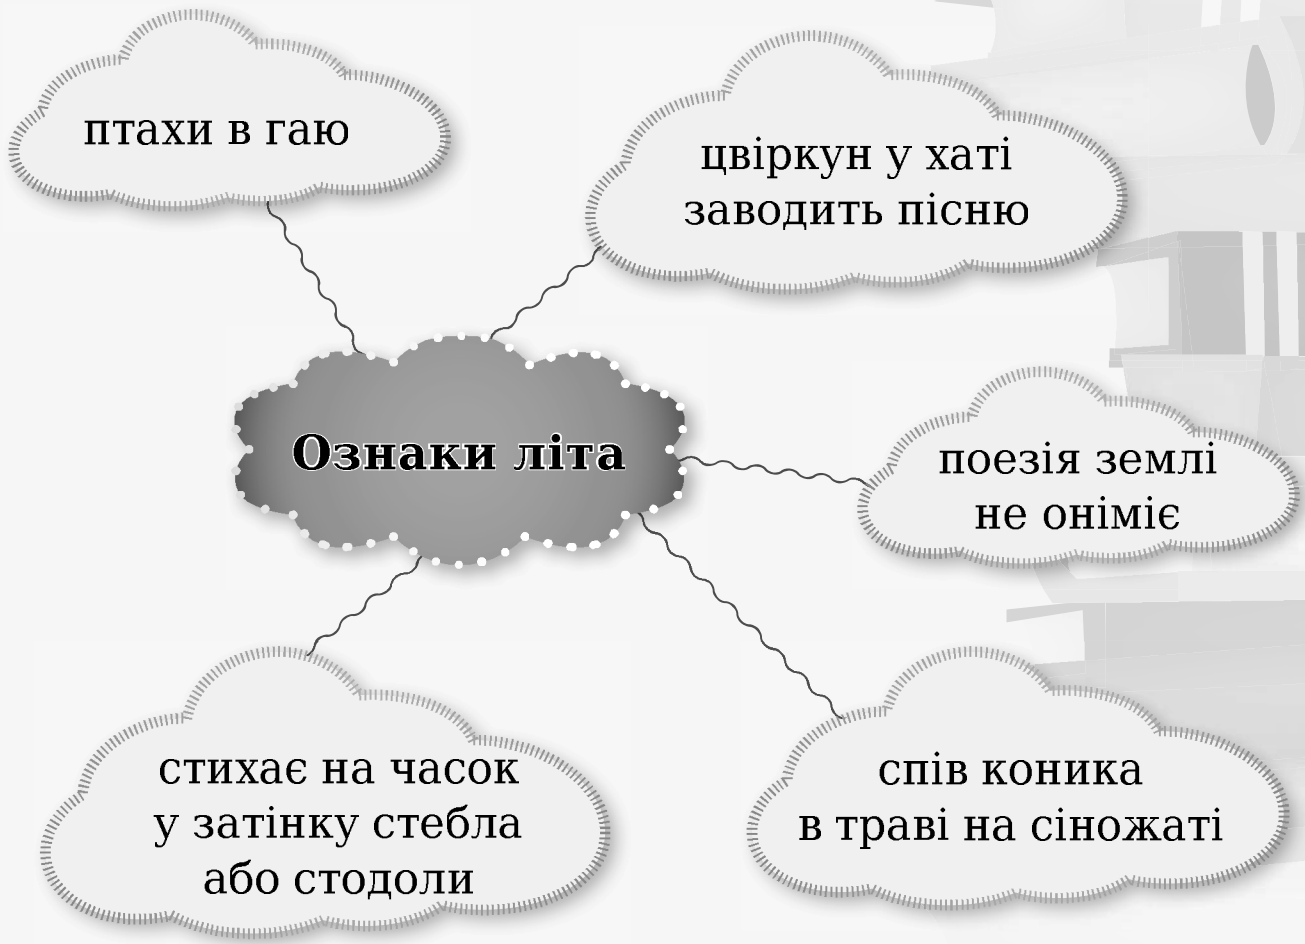 птахи в гаю
цвіркун у хаті
заводить пісню
Ознаки літа
поезія землі
не оніміє
стихає на часок
у затінку стебла
або стодоли
спів коника
в траві на сіножаті